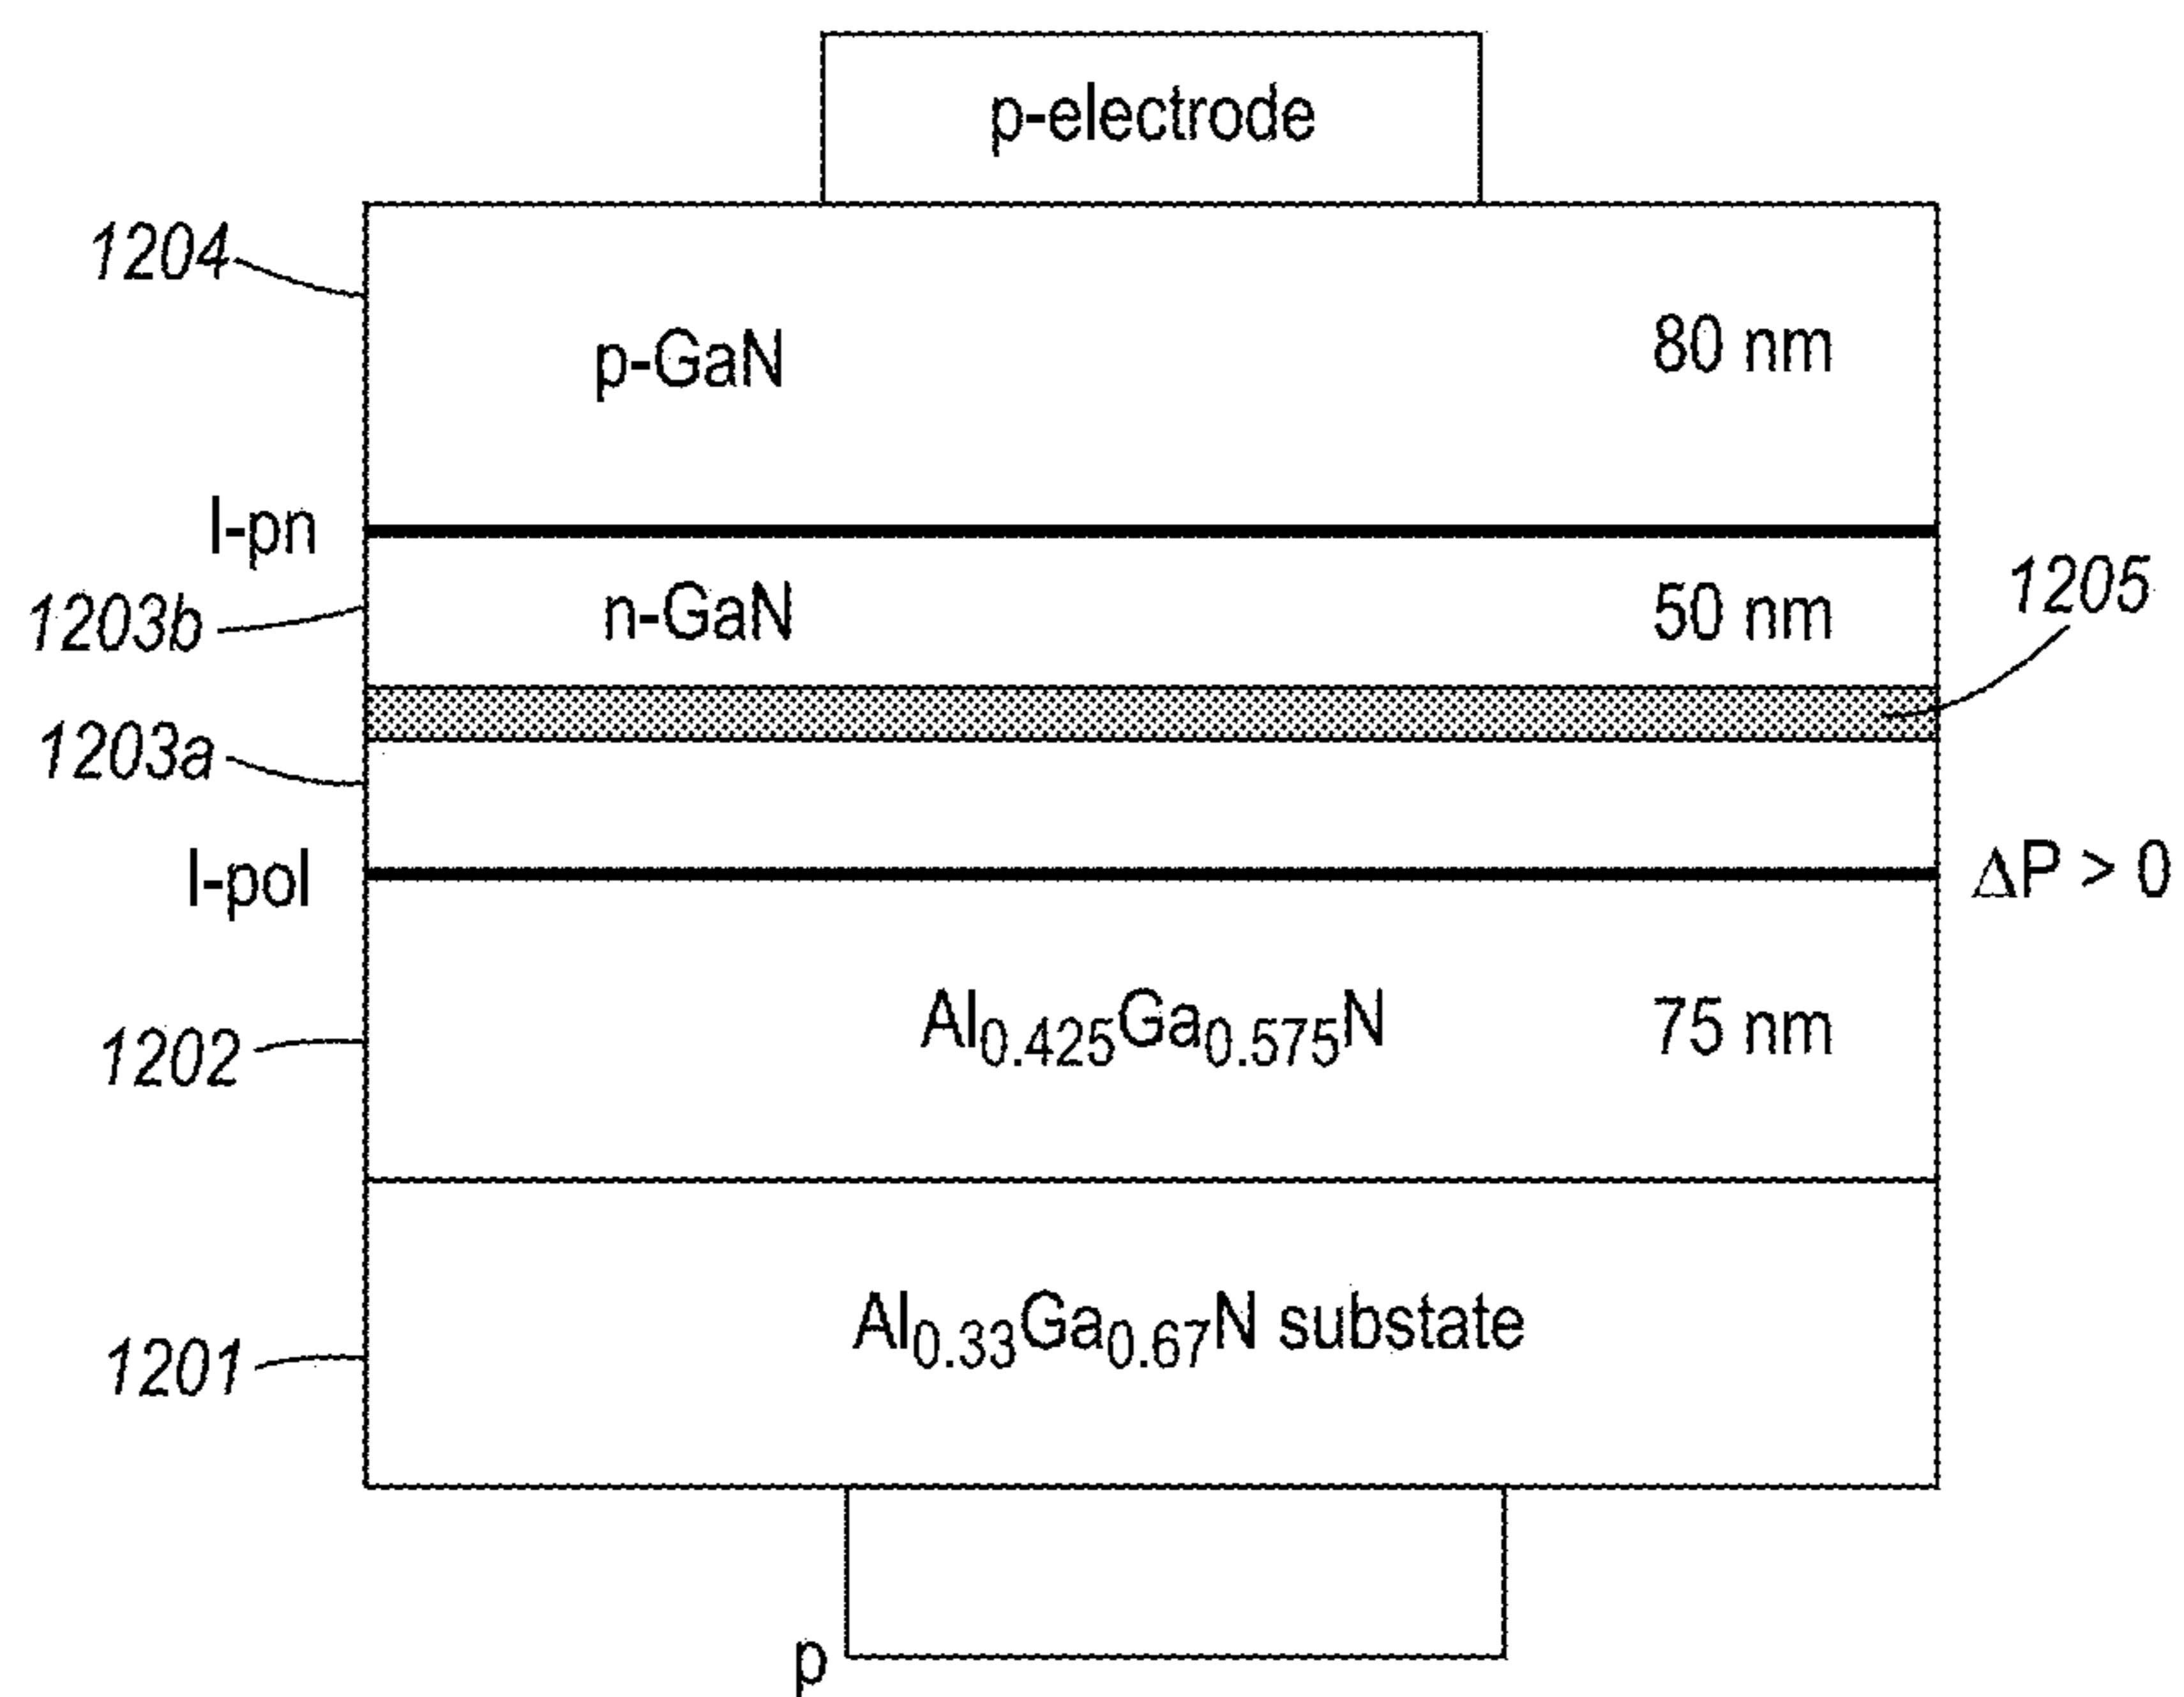 p-electrode
1204
p-GaN 80 nm
I-pn
1203b n-GaN 50 nm 1205
1203a
I-pol ΔP > 0
1202 Al0.425Ga0.575N 75 nm
1201 Al0.33Ga0.67N substate
p